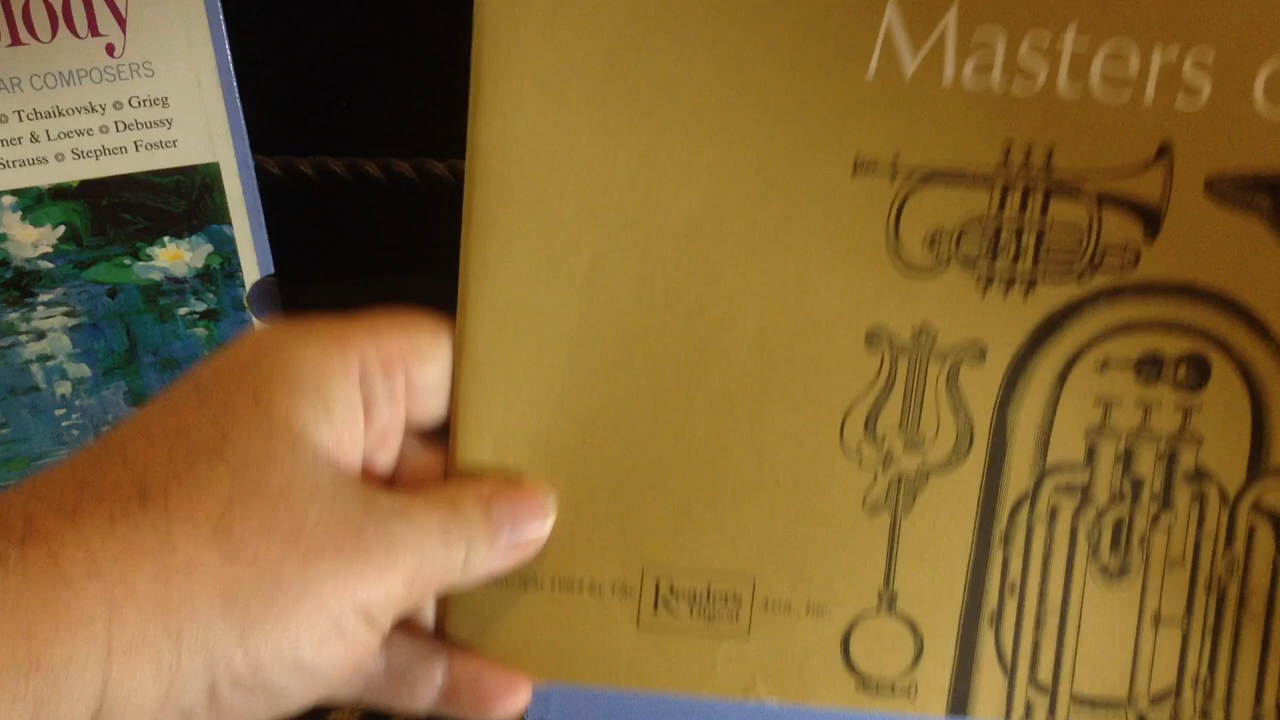 lody
AR COMPOSERS
Tchaikovsky ❂ Grieg
ner & Loewe ❂ Debussy
Strauss ❂ Stephen Foster
Masters
Reader's
Digest